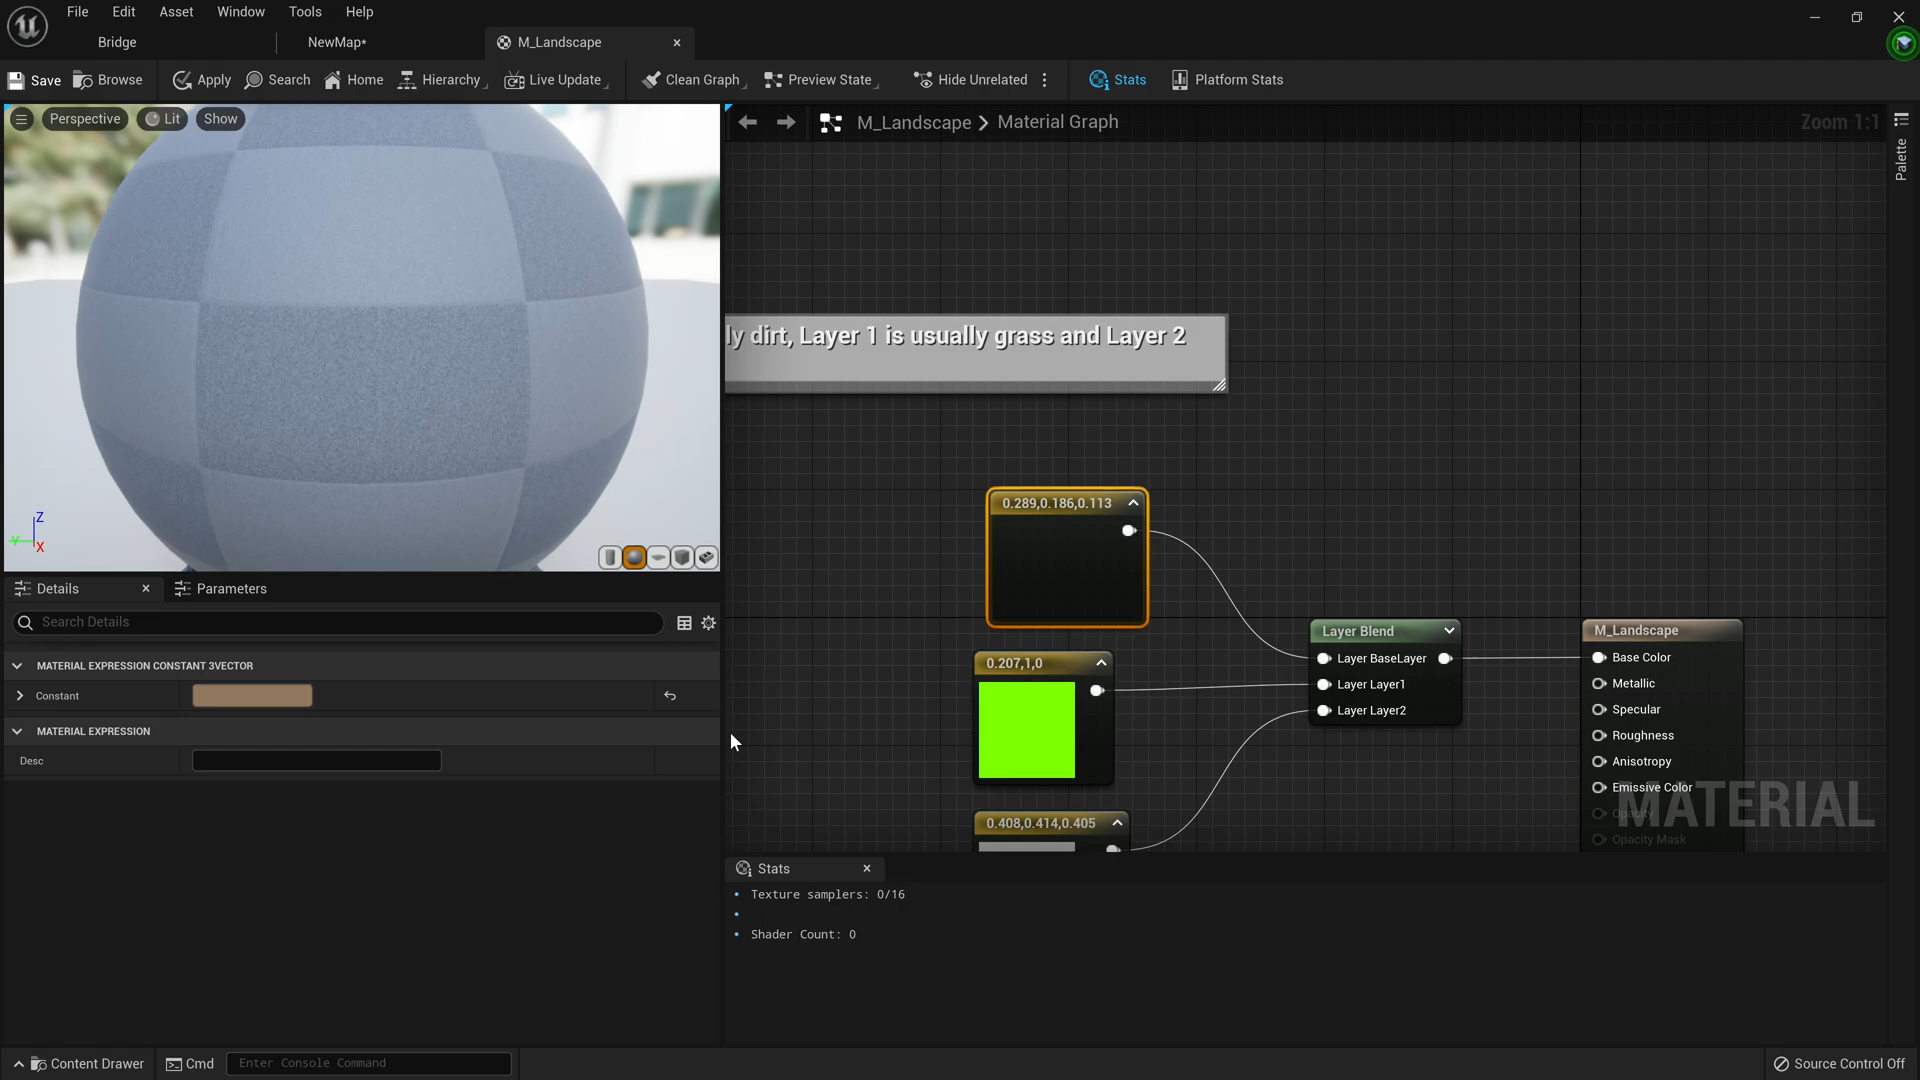 File Edit Asset Window Tools Help
Bridge NewMap* M_Landscape
Save Browse Apply Search Home Hierarchy Live Update Clean Graph Preview State Hide Unrelated Stats Platform Stats
Perspective Lit Show
M_Landscape > Material Graph
Zoom 1:1
Palette
ly dirt, Layer 1 is usually grass and Layer 2
0.289,0.186,0.113
0.207,1,0
0.408,0.414,0.405
Layer Blend
Layer BaseLayer
Layer Layer1
Layer Layer2
M_Landscape
Base Color
Metallic
Specular
Roughness
Anisotropy
Emissive Color
Opacity
Opacity Mask
MATERIAL
Z
Y
X
Details Parameters
Search Details
MATERIAL EXPRESSION CONSTANT 3VECTOR
Constant
MATERIAL EXPRESSION
Desc
Stats
Texture samplers: 0/16
Shader Count: 0
Content Drawer Cmd Enter Console Command Source Control Off